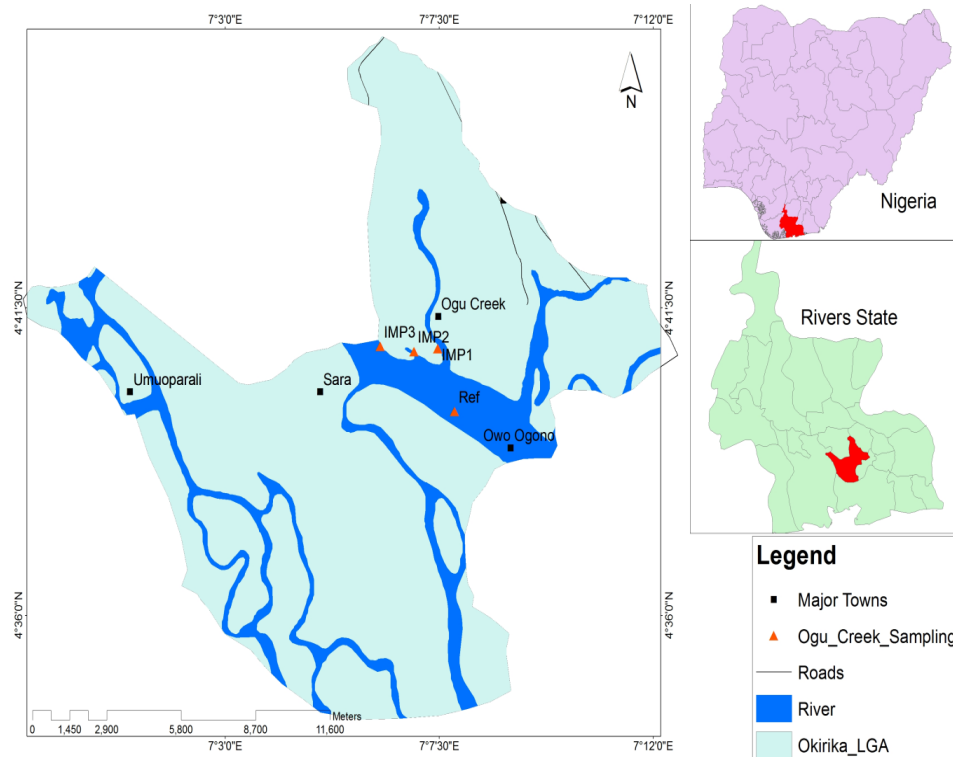 7°3'0"E
7°7'30"E
7°12'0"E
N
Nigeria
4°41'30"N
4°41'30"N
Ogu Creek
IMP3
IMP2
IMP1
Umuoparali
Sara
Ref
Owo Ogono
Rivers State
4°36'0"N
4°36'0"N
Meters
0 1,450 2,900 5,800 8,700 11,600
7°3'0"E
7°7'30"E
7°12'0"E
Legend
Major Towns
Ogu_Creek_Sampling
Roads
River
Okirika_LGA